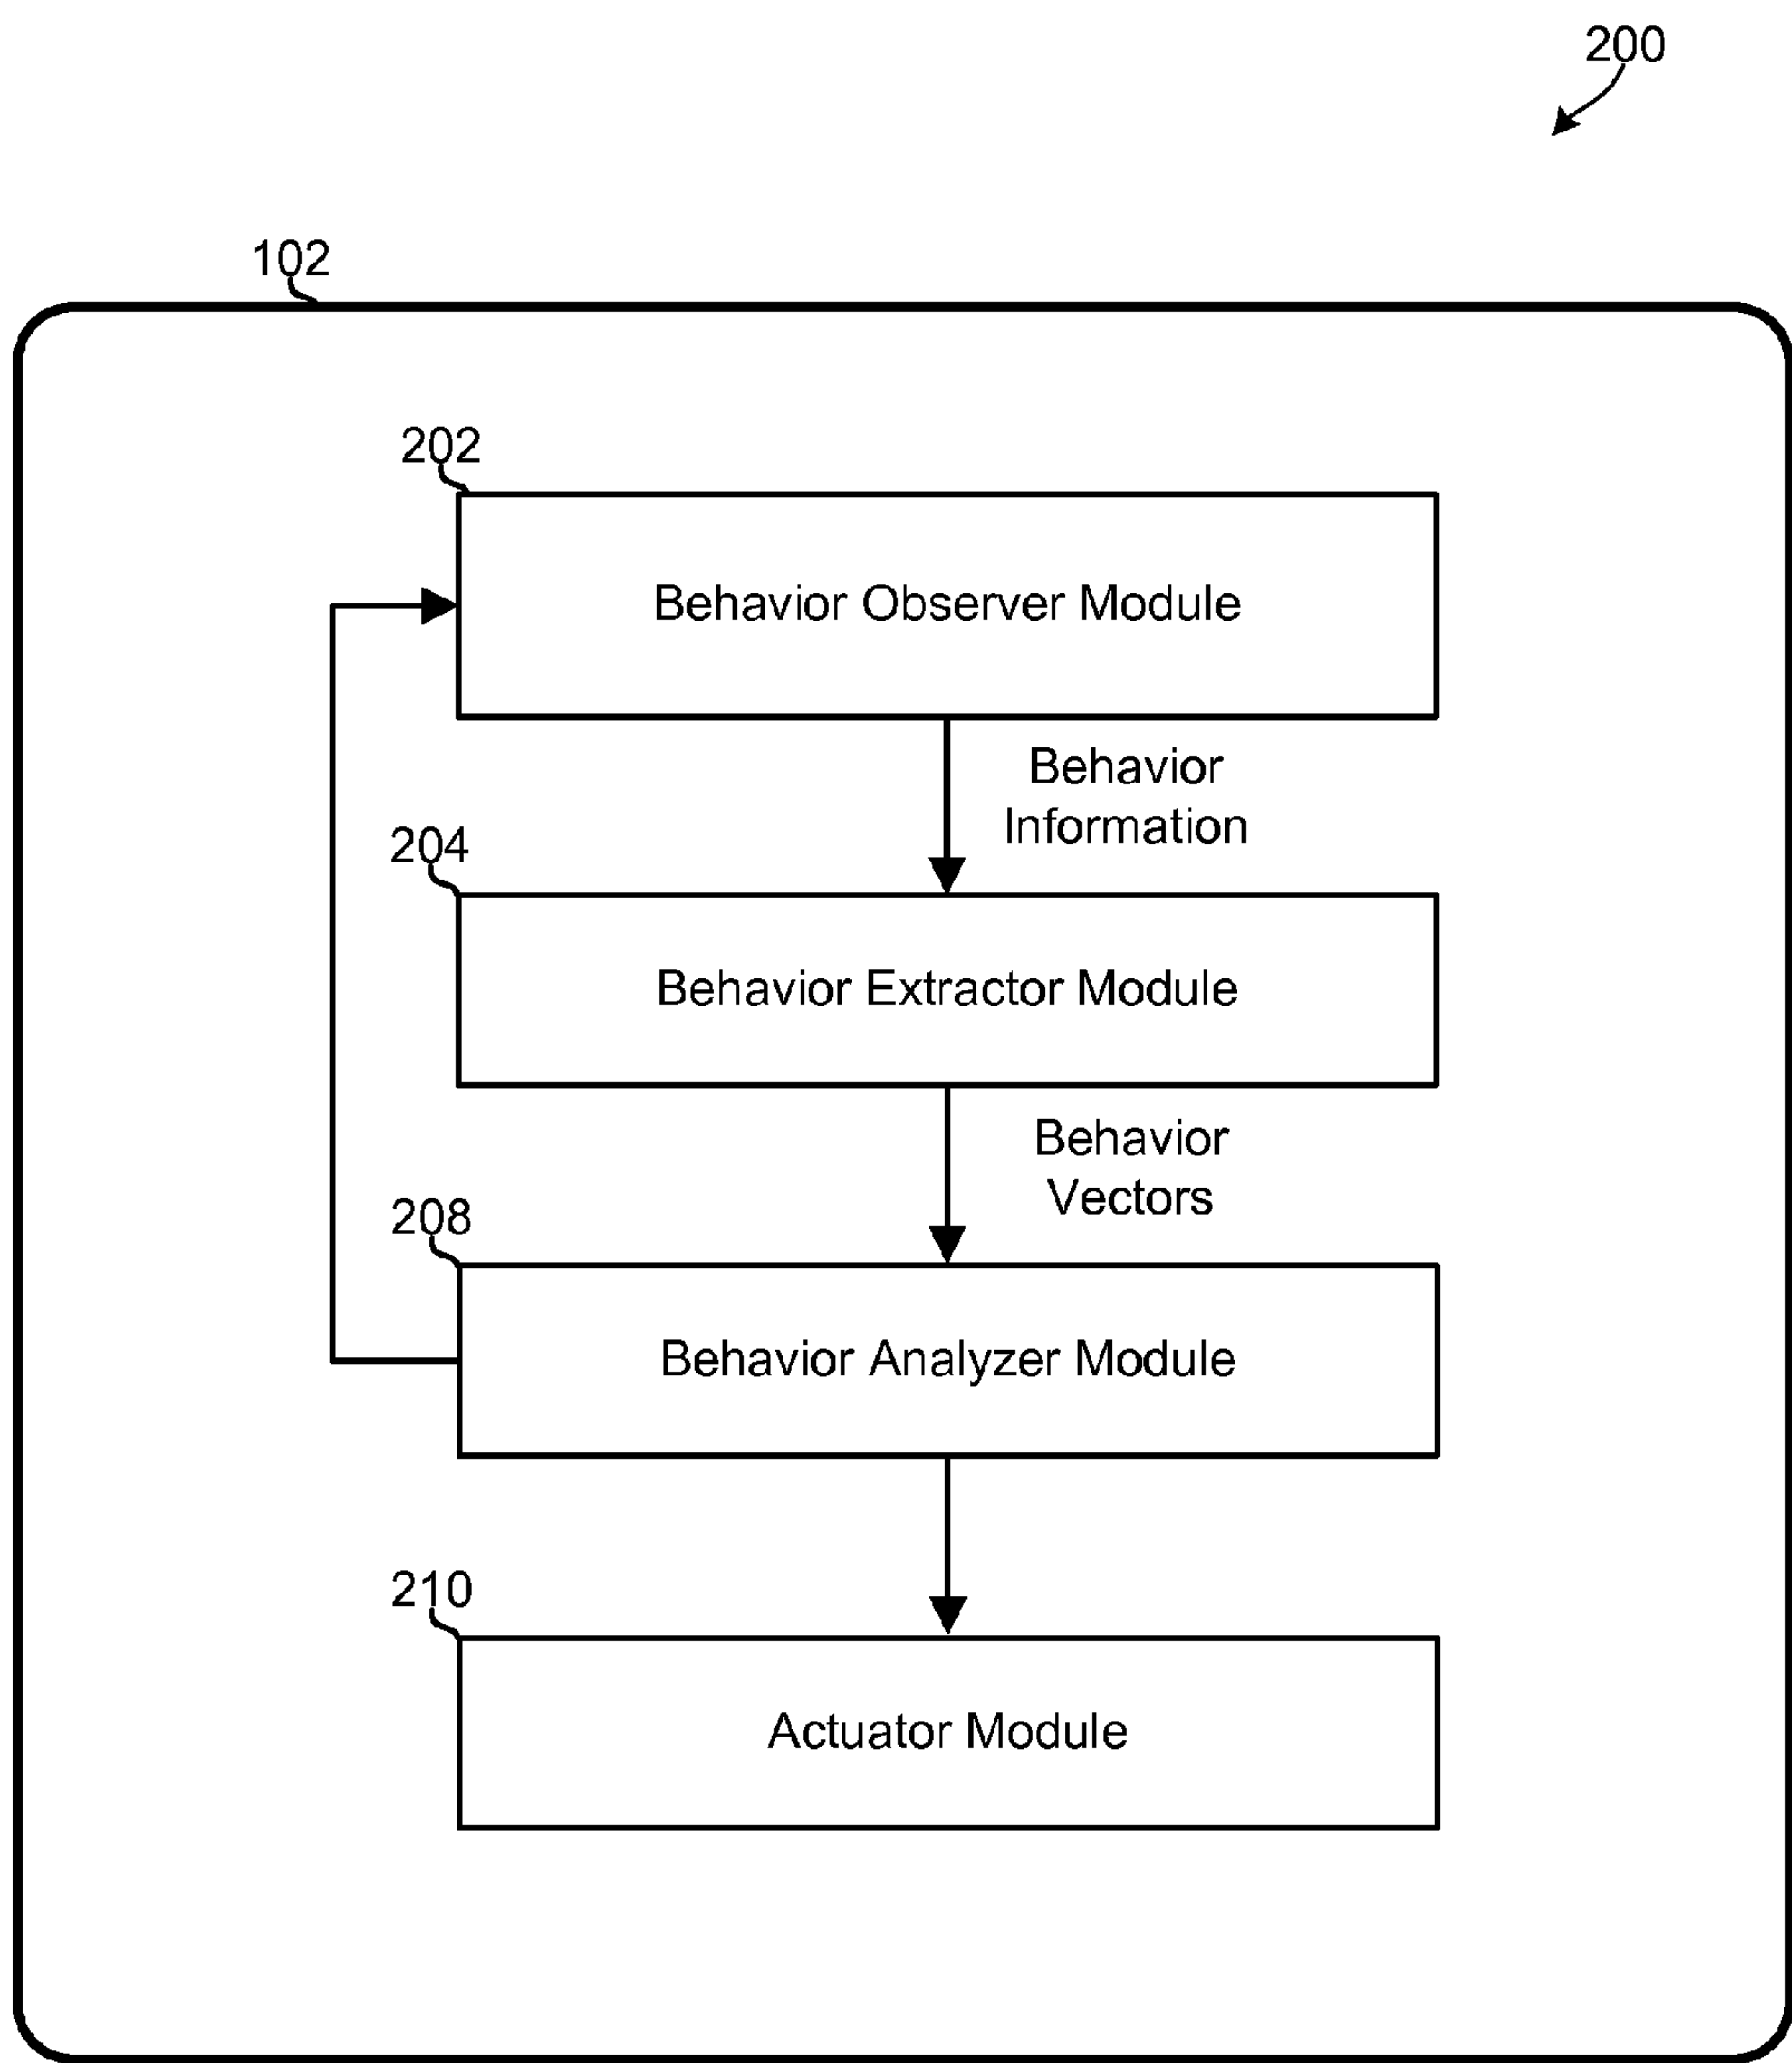 200
102
202
Behavior Observer Module
Behavior
Information
204
Behavior Extractor Module
Behavior
Vectors
208
Behavior Analyzer Module
210
Actuator Module